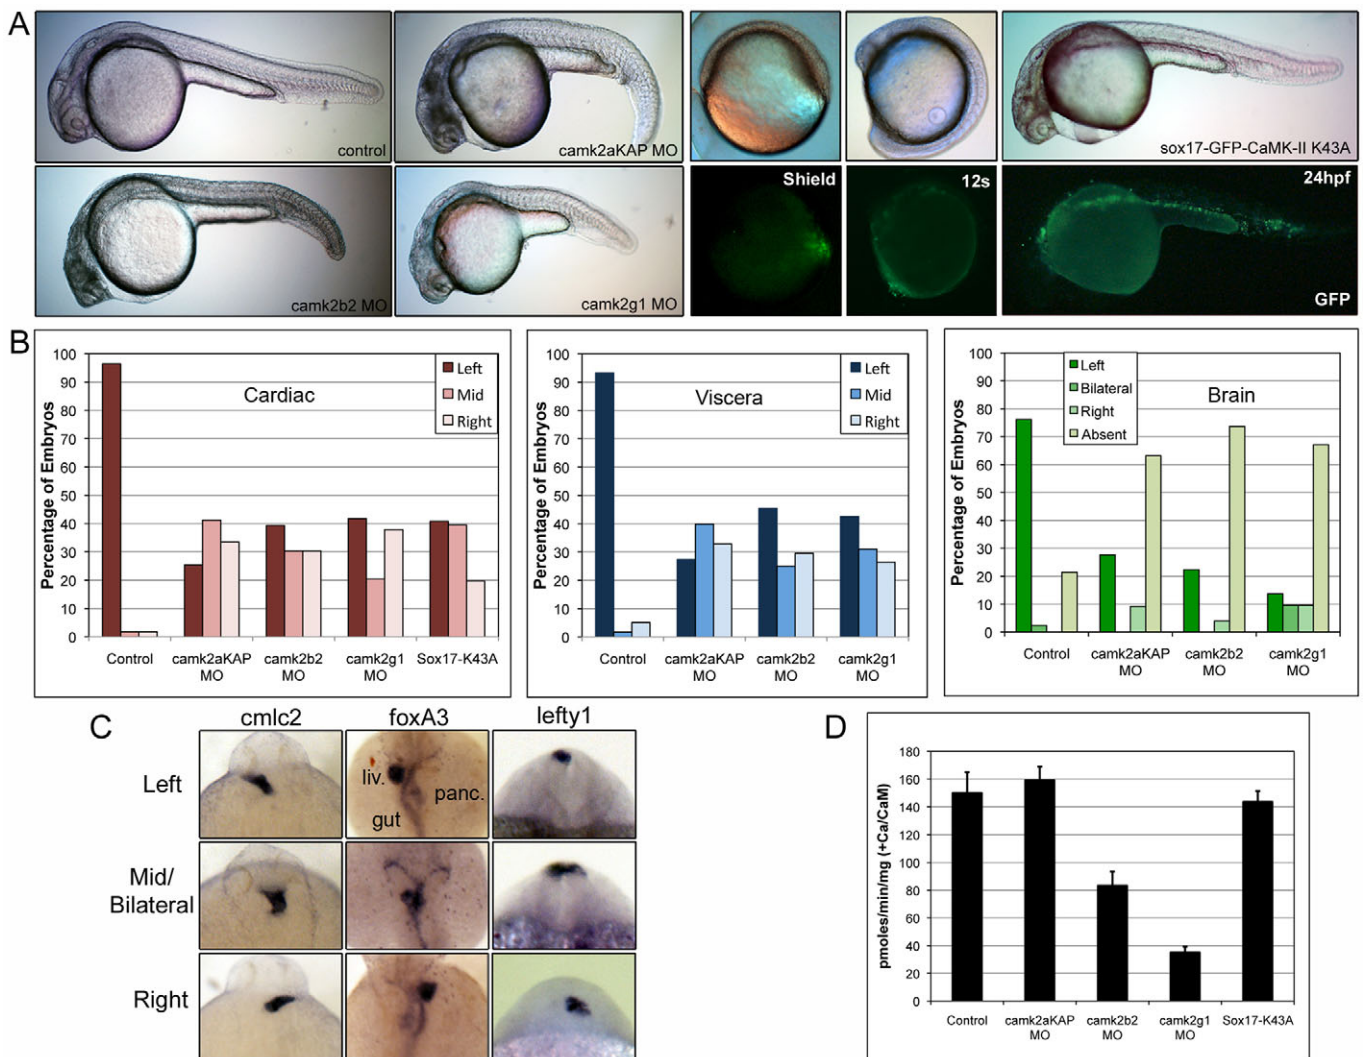 A
control
camk2aKAP MO
sox17-GFP-CaMK-II K43A
camk2b2 MO
camk2g1 MO
Shield
12s
24hpf
GFP
B
Percentage of Embryos
100
90
80
70
60
50
40
30
20
10
0
Cardiac
Left
Mid
Right
Control
camk2aKAP
MO
camk2b2
MO
camk2g1
MO
Sox17-K43A
Percentage of Embryos
100
90
80
70
60
50
40
30
20
10
0
Viscera
Left
Mid
Right
Control
camk2aKAP
MO
camk2b2
MO
camk2g1
MO
Percentage of Embryos
100
90
80
70
60
50
40
30
20
10
0
Left
Bilateral
Right
Absent
Brain
Control
camk2aKAP
MO
camk2b2
MO
camk2g1
MO
C
cmlc2
foxA3
lefty1
Left
liv.
panc.
gut
Mid/
Bilateral
Right
D
pmoles/min/mg (+Ca/CaM)
180
160
140
120
100
80
60
40
20
0
Control
camk2aKAP
MO
camk2b2
MO
camk2g1
MO
Sox17-K43A